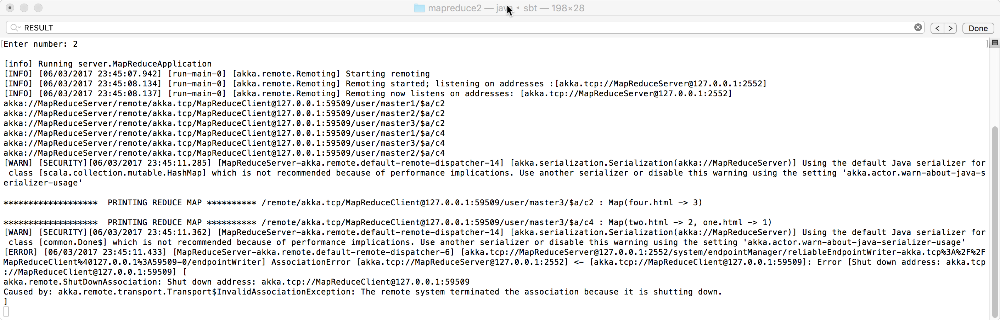 mapreduce2 — java ◂ sbt — 198×28
RESULT
< > Done
[Enter number: 2 ]
[info] Running server.MapReduceApplication
[INFO] [06/03/2017 23:45:07.942] [run-main-0] [akka.remote.Remoting] Starting remoting
[INFO] [06/03/2017 23:45:08.134] [run-main-0] [akka.remote.Remoting] Remoting started; listening on addresses :[akka.tcp://MapReduceServer@127.0.0.1:2552]
[INFO] [06/03/2017 23:45:08.137] [run-main-0] [akka.remote.Remoting] Remoting now listens on addresses: [akka.tcp://MapReduceServer@127.0.0.1:2552]
akka://MapReduceServer/remote/akka.tcp/MapReduceClient@127.0.0.1:59509/user/master1/$a/c2
akka://MapReduceServer/remote/akka.tcp/MapReduceClient@127.0.0.1:59509/user/master2/$a/c2
akka://MapReduceServer/remote/akka.tcp/MapReduceClient@127.0.0.1:59509/user/master3/$a/c2
akka://MapReduceServer/remote/akka.tcp/MapReduceClient@127.0.0.1:59509/user/master1/$a/c4
akka://MapReduceServer/remote/akka.tcp/MapReduceClient@127.0.0.1:59509/user/master3/$a/c4
akka://MapReduceServer/remote/akka.tcp/MapReduceClient@127.0.0.1:59509/user/master2/$a/c4
[WARN] [SECURITY][06/03/2017 23:45:11.285] [MapReduceServer-akka.remote.default-remote-dispatcher-14] [akka.serialization.Serialization(akka://MapReduceServer)] Using the default Java serializer for
 class [scala.collection.mutable.HashMap] which is not recommended because of performance implications. Use another serializer or disable this warning using the setting 'akka.actor.warn-about-java-s
erializer-usage'
******************* PRINTING REDUCE MAP ********** /remote/akka.tcp/MapReduceClient@127.0.0.1:59509/user/master3/$a/c2 : Map(four.html -> 3)
******************* PRINTING REDUCE MAP ********** /remote/akka.tcp/MapReduceClient@127.0.0.1:59509/user/master3/$a/c4 : Map(two.html -> 2, one.html -> 1)
[WARN] [SECURITY][06/03/2017 23:45:11.362] [MapReduceServer-akka.remote.default-remote-dispatcher-14] [akka.serialization.Serialization(akka://MapReduceServer)] Using the default Java serializer for
 class [common.Done$] which is not recommended because of performance implications. Use another serializer or disable this warning using the setting 'akka.actor.warn-about-java-serializer-usage'
[ERROR] [06/03/2017 23:45:11.433] [MapReduceServer-akka.remote.default-remote-dispatcher-6] [akka.tcp://MapReduceServer@127.0.0.1:2552/system/endpointManager/reliableEndpointWriter-akka.tcp%3A%2F%2F
MapReduceClient%40127.0.0.1%3A59509-0/endpointWriter] AssociationError [akka.tcp://MapReduceServer@127.0.0.1:2552] <- [akka.tcp://MapReduceClient@127.0.0.1:59509]: Error [Shut down address: akka.tcp
://MapReduceClient@127.0.0.1:59509] [
akka.remote.ShutDownAssociation: Shut down address: akka.tcp://MapReduceClient@127.0.0.1:59509
Caused by: akka.remote.transport.Transport$InvalidAssociationException: The remote system terminated the association because it is shutting down.
]